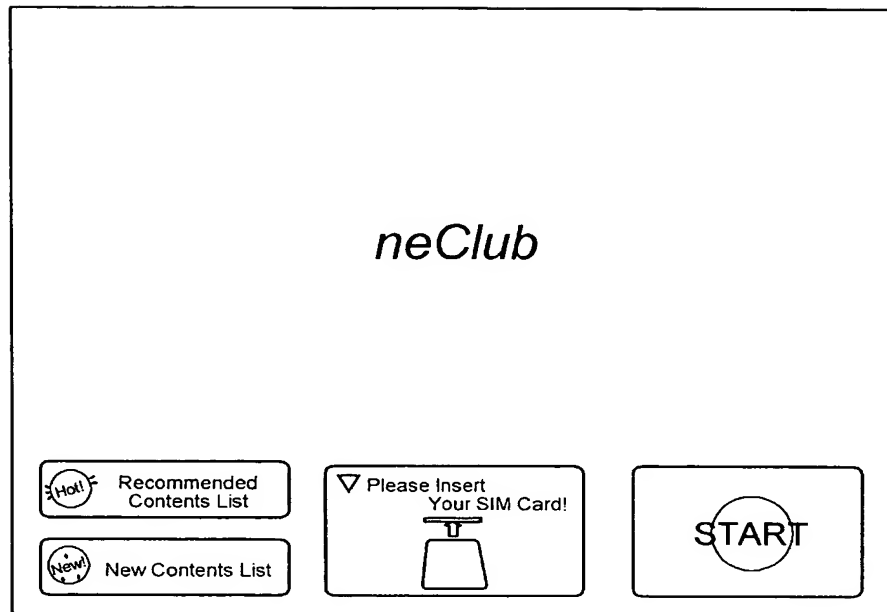 neClub
Hot!
Recommended
Contents List
New!
New Contents List
Please Insert
Your SIM Card!
START